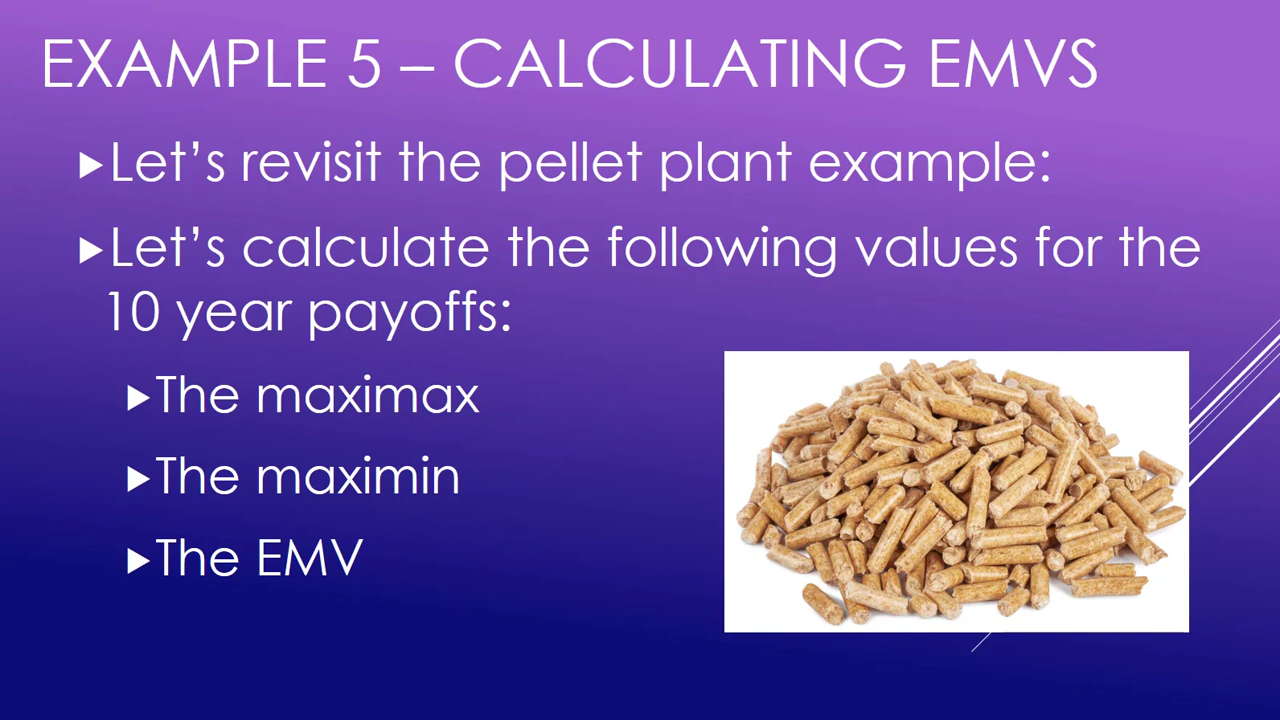 EXAMPLE 5 – CALCULATING EMVS
Let’s revisit the pellet plant example:
Let’s calculate the following values for the
10 year payoffs:
The maximax
The maximin
The EMV